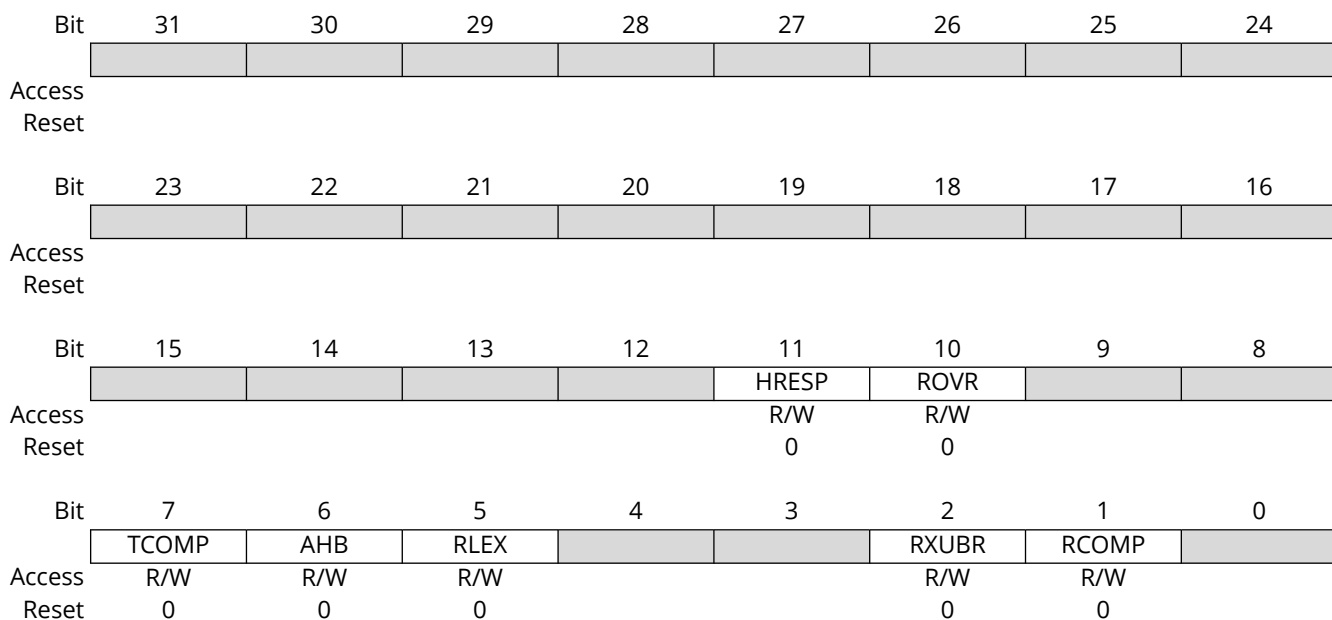 Bit 31 30 29 28 27 26 25 24
Access
Reset
Bit 23 22 21 20 19 18 17 16
Access
Reset
Bit 15 14 13 12 11 10 9 8
HRESP ROVR
Access R/W R/W
Reset 0 0
Bit 7 6 5 4 3 2 1 0
TCOMP AHB RLEX RXUBR RCOMP
Access R/W R/W R/W R/W R/W
Reset 0 0 0 0 0